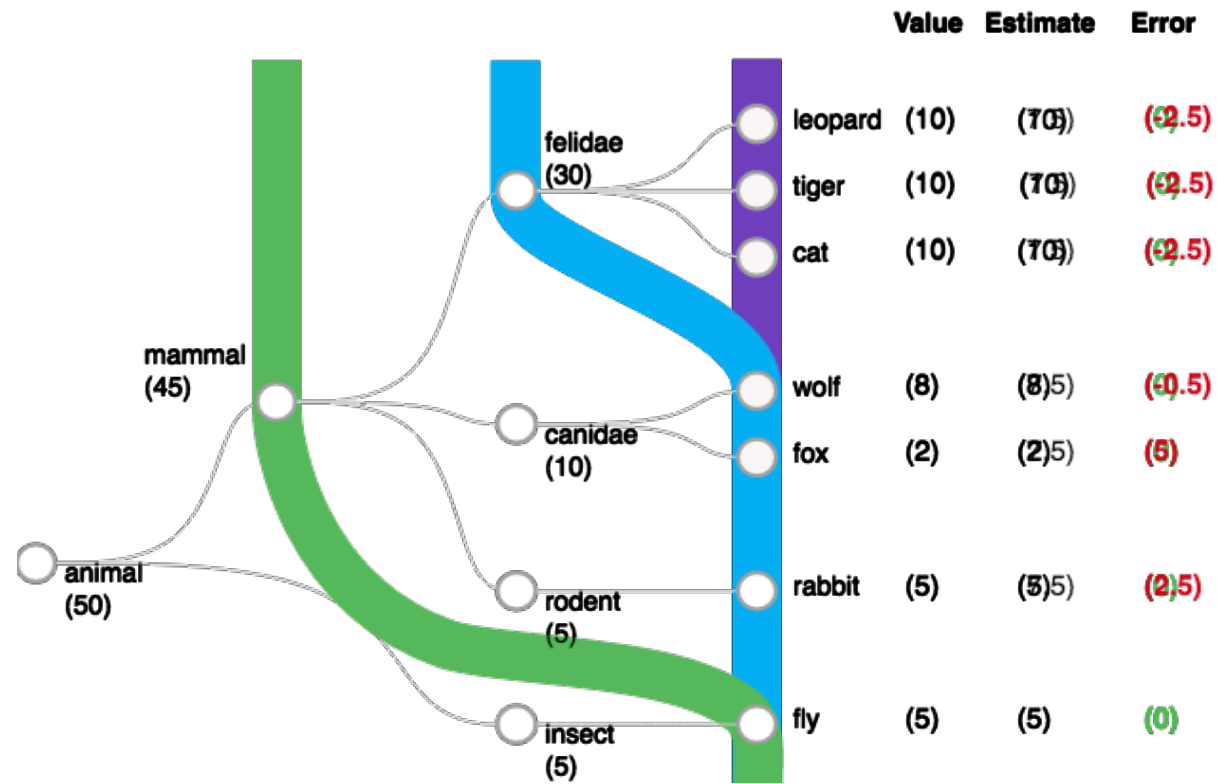 Value Estimate Error
leopard (10)
felidae
(30)
tiger (10)
cat (10)
mammal
(45)
wolf (8)
canidae
(10)
fox (2)
animal
(50)
rodent
(5)
rabbit (5)
fly (5) (5) (0)
insect
(5)